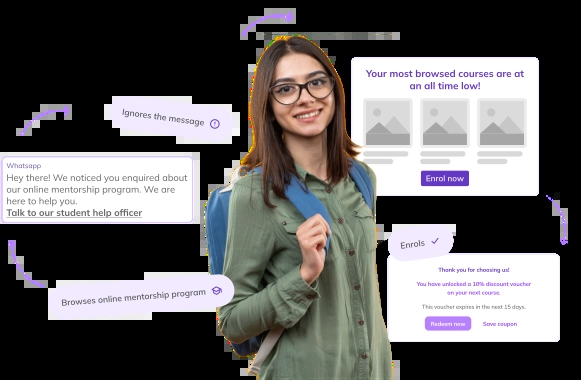 Your most browsed courses are at
an all time low!
Enrol now
Ignores the message
Whatsapp
Hey there! We noticed you enquired about
our online mentorship program. We are
here to help you.
Talk to our student help officer
Enrols
Browses online mentorship program
Thank you for choosing us!
You have unlocked a 10% discount voucher
on your next course.
This voucher expires in the next 15 days.
Redeem now
Save coupon